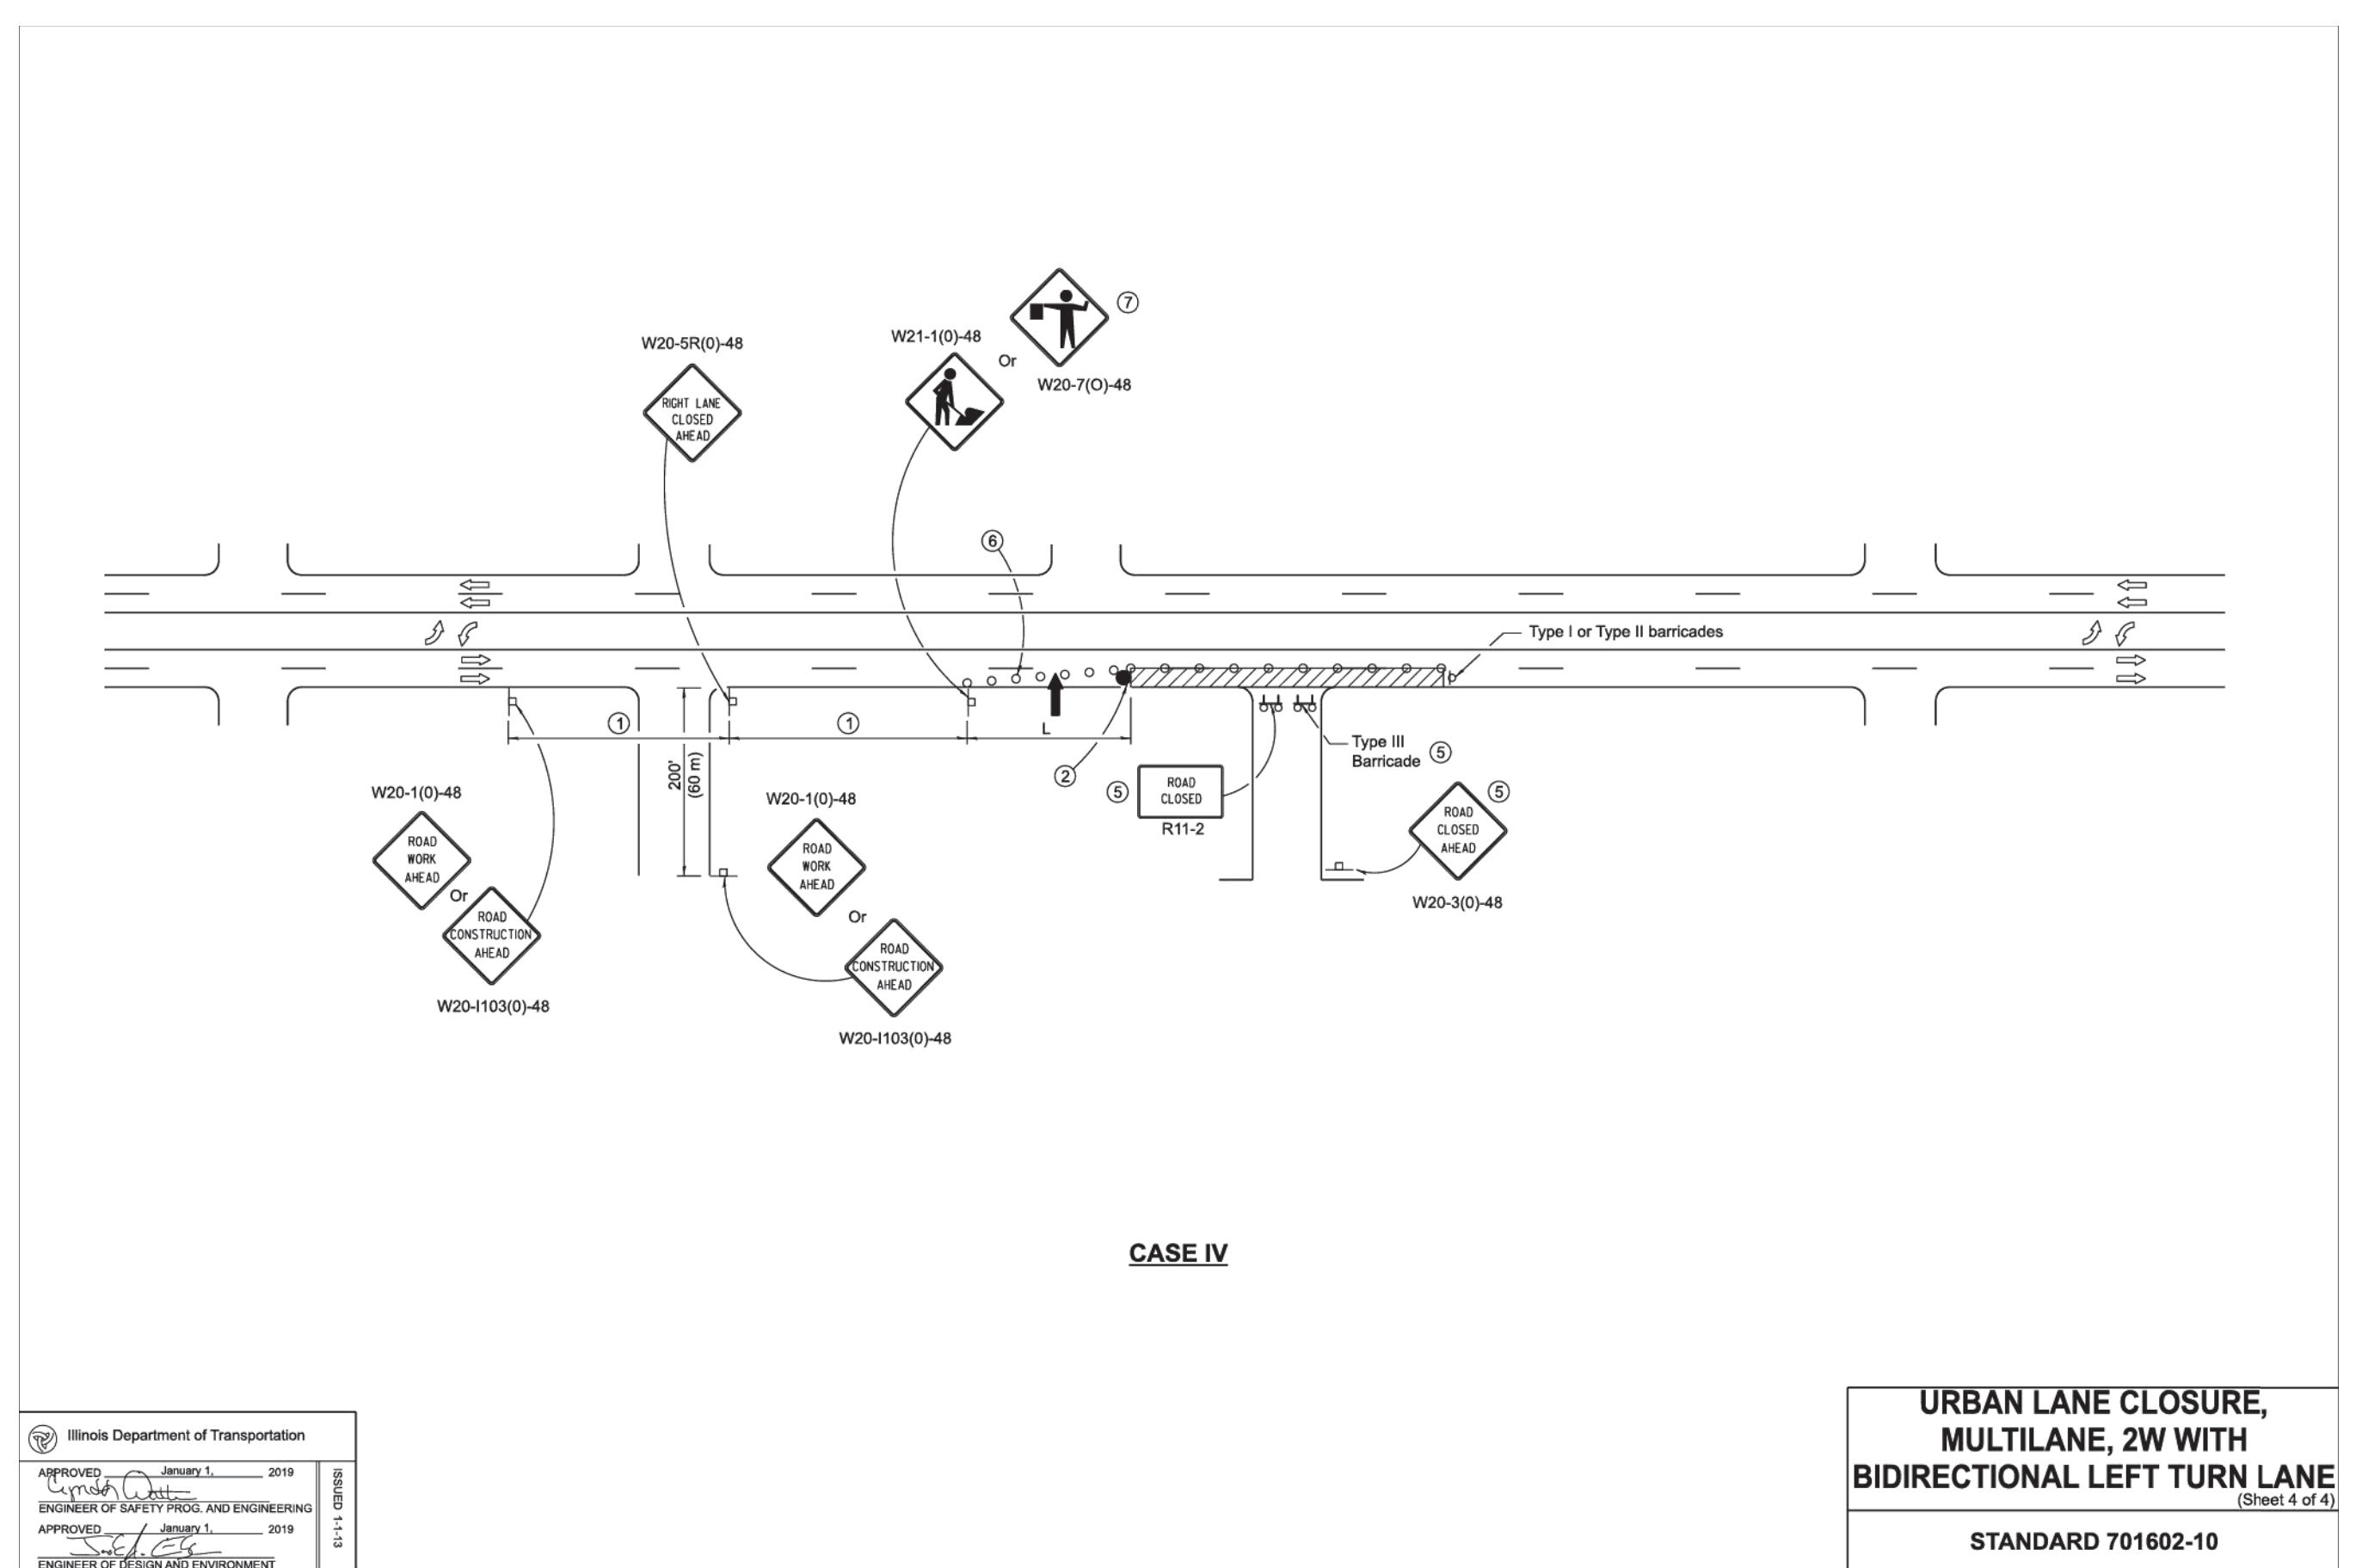 ⑦
W20-5R(0)-48
W21-1(0)-48
Or
W20-7(O)-48
RIGHT LANE
CLOSED
AHEAD
⑥
Type I or Type II barricades
①
①
L
200'
(60 m)
②
Type III
Barricade
⑤
⑤
ROAD
CLOSED
R11-2
⑤
ROAD
CLOSED
AHEAD
W20-3(0)-48
W20-1(0)-48
ROAD
WORK
AHEAD
Or
ROAD
CONSTRUCTION
AHEAD
W20-I103(0)-48
W20-1(0)-48
ROAD
WORK
AHEAD
Or
ROAD
CONSTRUCTION
AHEAD
W20-I103(0)-48
CASE IV
Illinois Department of Transportation
APPROVED January 1, 2019
ENGINEER OF SAFETY PROG. AND ENGINEERING
APPROVED January 1, 2019
ENGINEER OF DESIGN AND ENVIRONMENT
ISSUED 1-1-13
URBAN LANE CLOSURE,
MULTILANE, 2W WITH
BIDIRECTIONAL LEFT TURN LANE
(Sheet 4 of 4)
STANDARD 701602-10